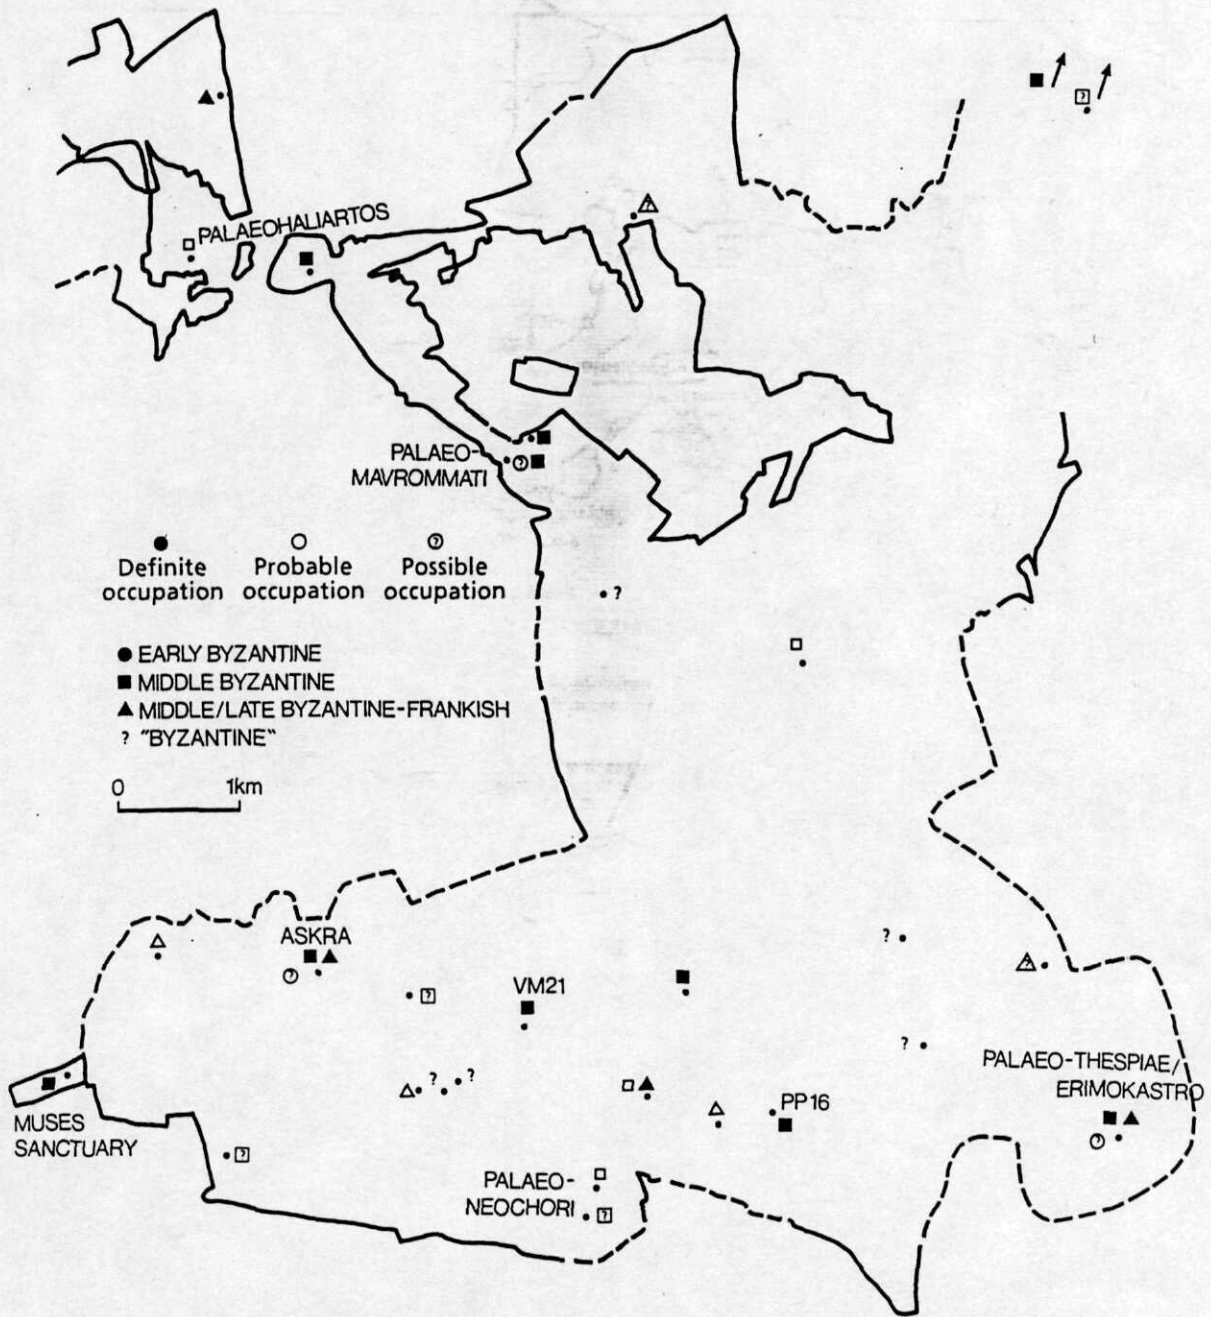 ?
?
PALAEOHALIARTOS
PALAEO-
MAVROMMATI
?
?
Definite
occupation
Probable
occupation
Possible
occupation
?
EARLY BYZANTINE
MIDDLE BYZANTINE
MIDDLE/LATE BYZANTINE-FRANKISH
? "BYZANTINE"
0 1km
ASKRA
?
?
?
?
VM21
?
PALAEO-THESPIAE/
ERIMOKASTRO
?
?
?
PP16
MUSES
SANCTUARY
?
?
PALAEO-
NEOCHORI
?